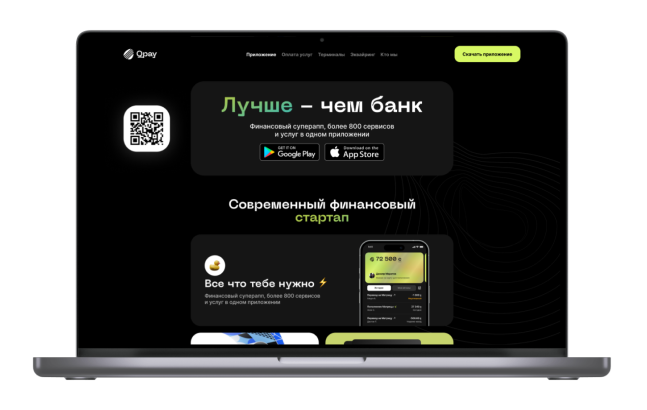 Qpay
Приложение Оплата услуг Терминалы Эквайринг Кто мы
Скачать приложение
Лучше – чем банк
Финансовый суперапп, более 800 сервисов
и услуг в одном приложении
GET IT ON
Google Play
Download on the
App Store
Современный финансовый
стартап
Все что тебе нужно
Финансовый суперапп, более 800 сервисов
и услуг в одном приложении
72 500